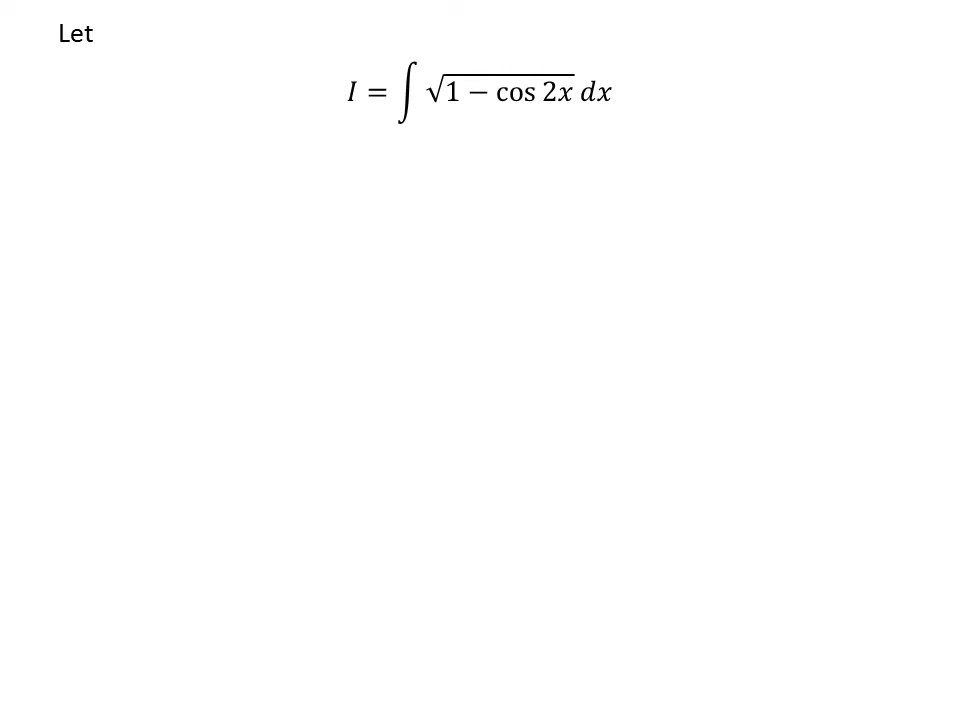 Let
𝐼 = ∫ √(1 − cos 2𝑥) 𝑑𝑥